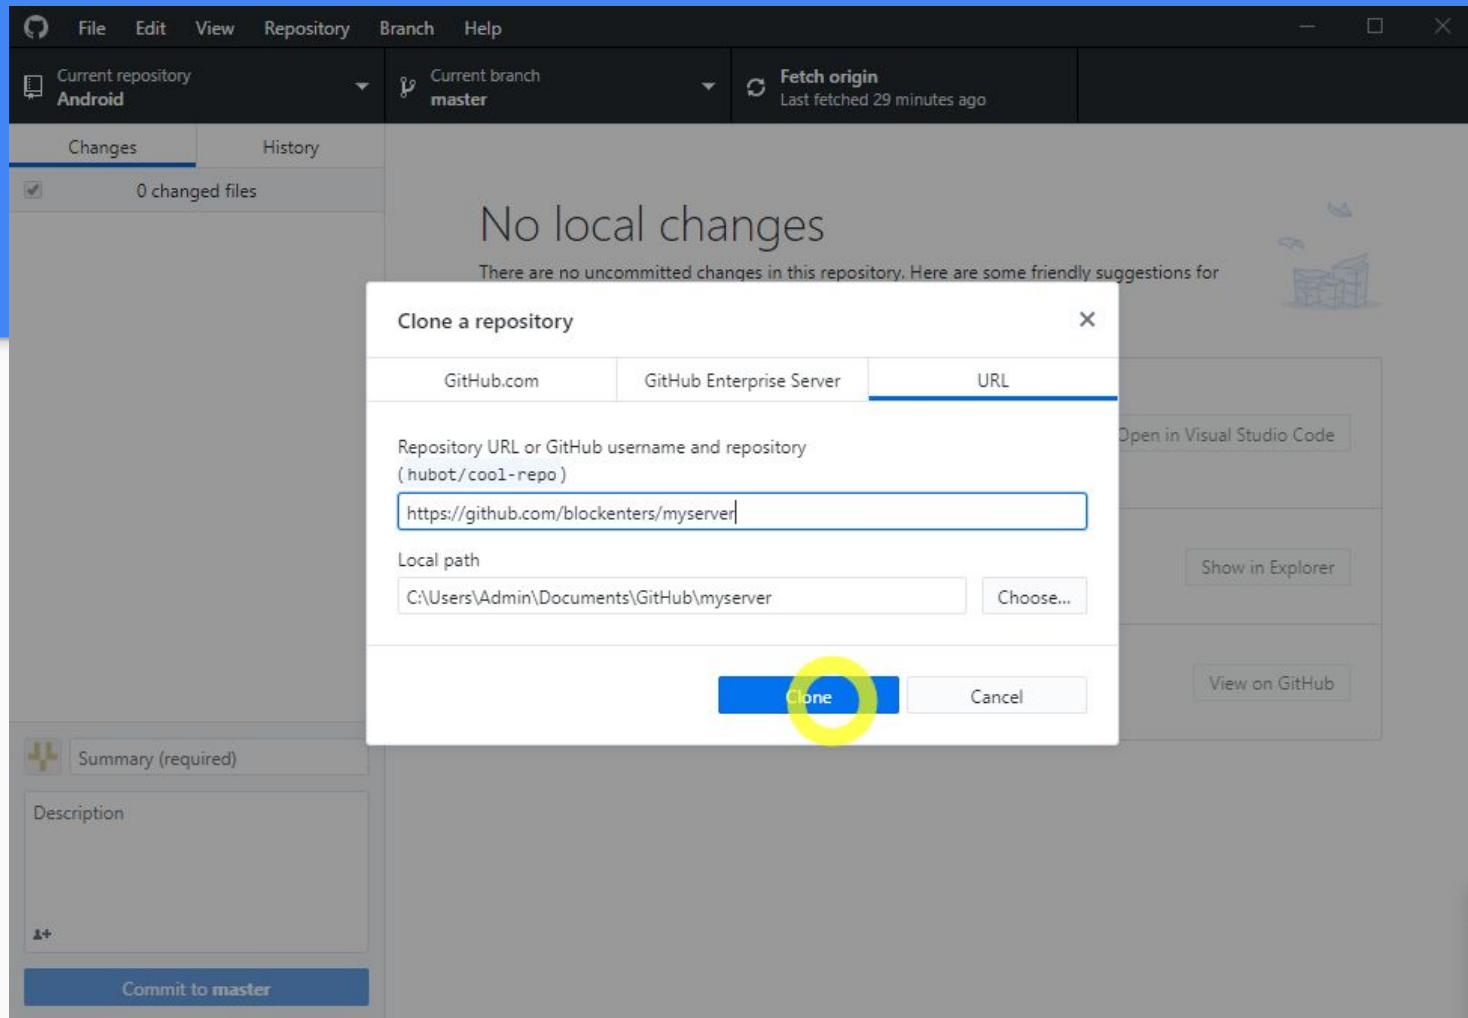 File Edit View Repository Branch Help
Current repository
Android
Current branch
master
Fetch origin
Last fetched 29 minutes ago
Changes
History
0 changed files
No local changes
There are no uncommitted changes in this repository. Here are some friendly suggestions for
Clone a repository
GitHub.com
GitHub Enterprise Server
URL
Repository URL or GitHub username and repository
(hubot/cool-repo)
https://github.com/blockenters/myserver
Local path
C:\Users\Admin\Documents\GitHub\myserver
Choose...
Clone
Cancel
Open in Visual Studio Code
Show in Explorer
View on GitHub
Summary (required)
Description
Commit to master